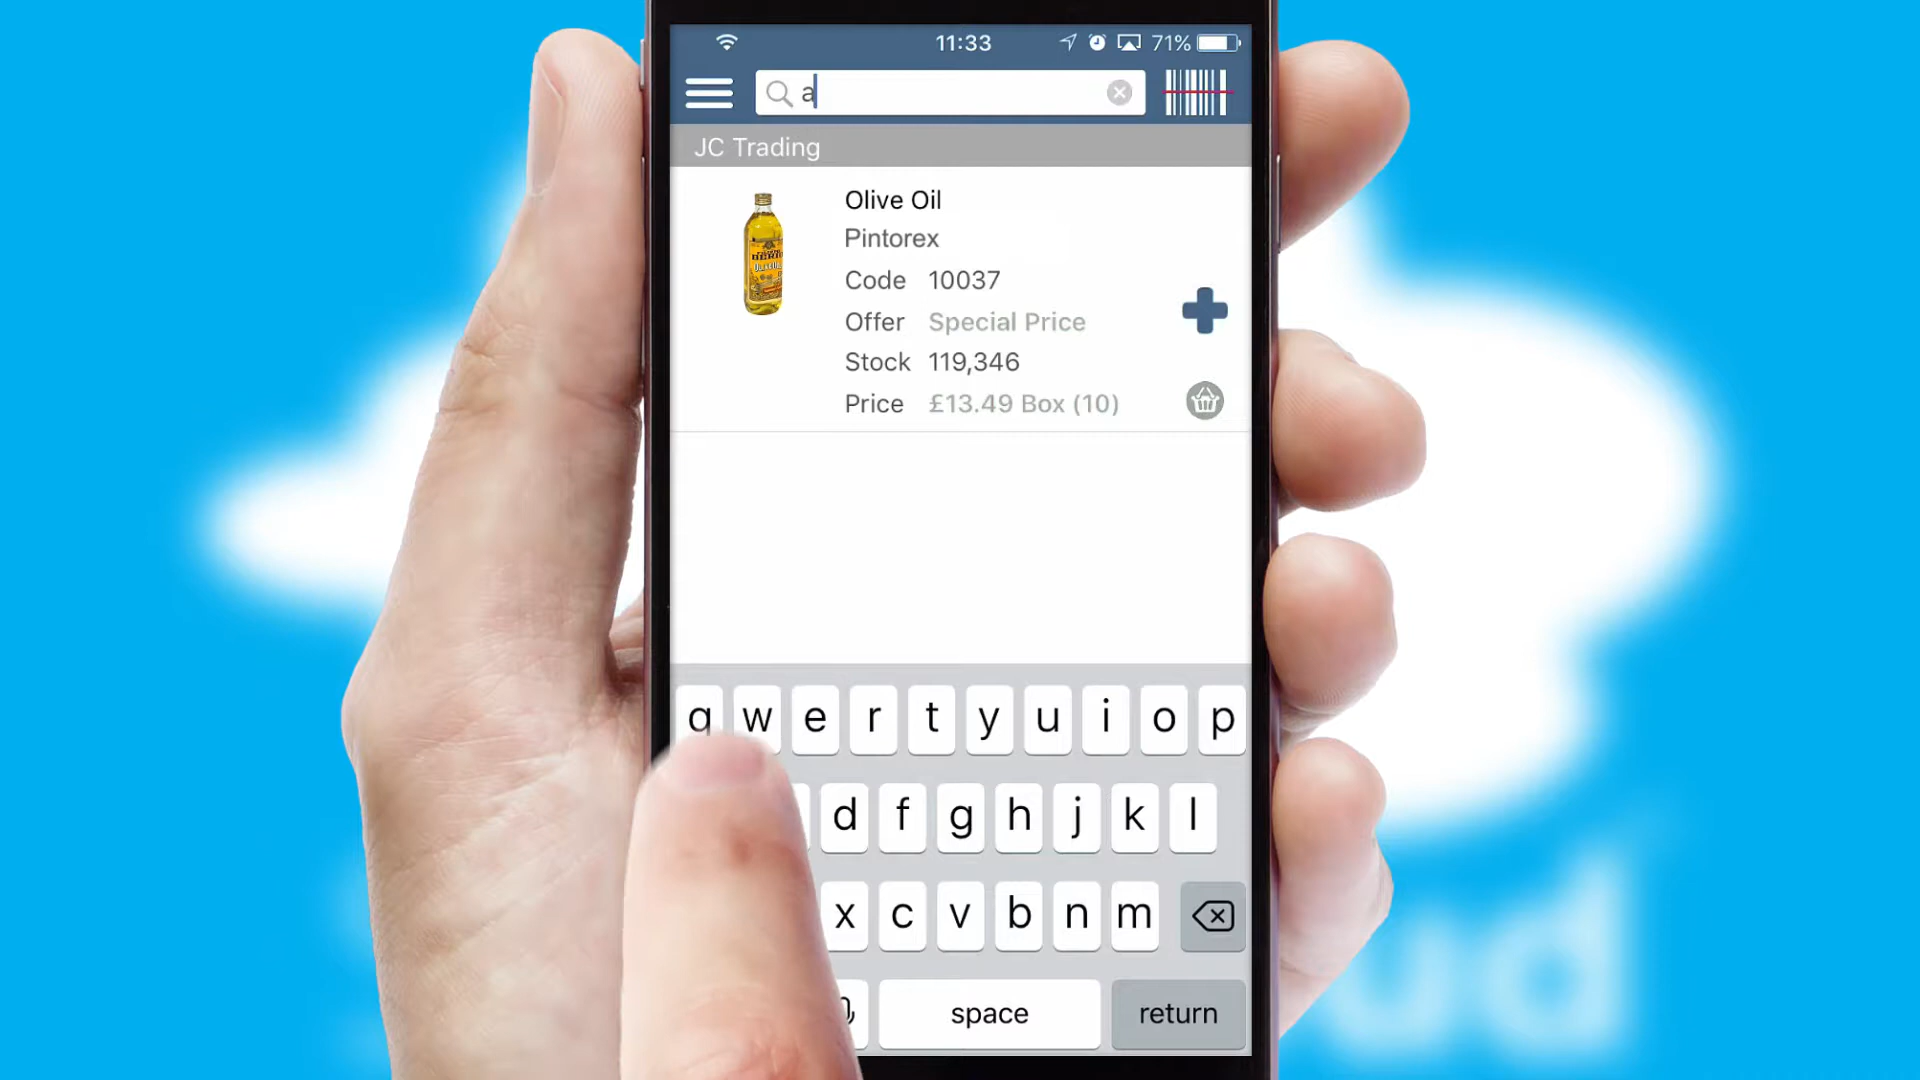 11:33
71%
a
JC Trading
Olive Oil
Pintorex
Code 10037
Offer Special Price
Stock 119,346
Price £13.49 Box (10)
q w e r t y u i o p
d f g h j k l
x c v b n m
space return
ud